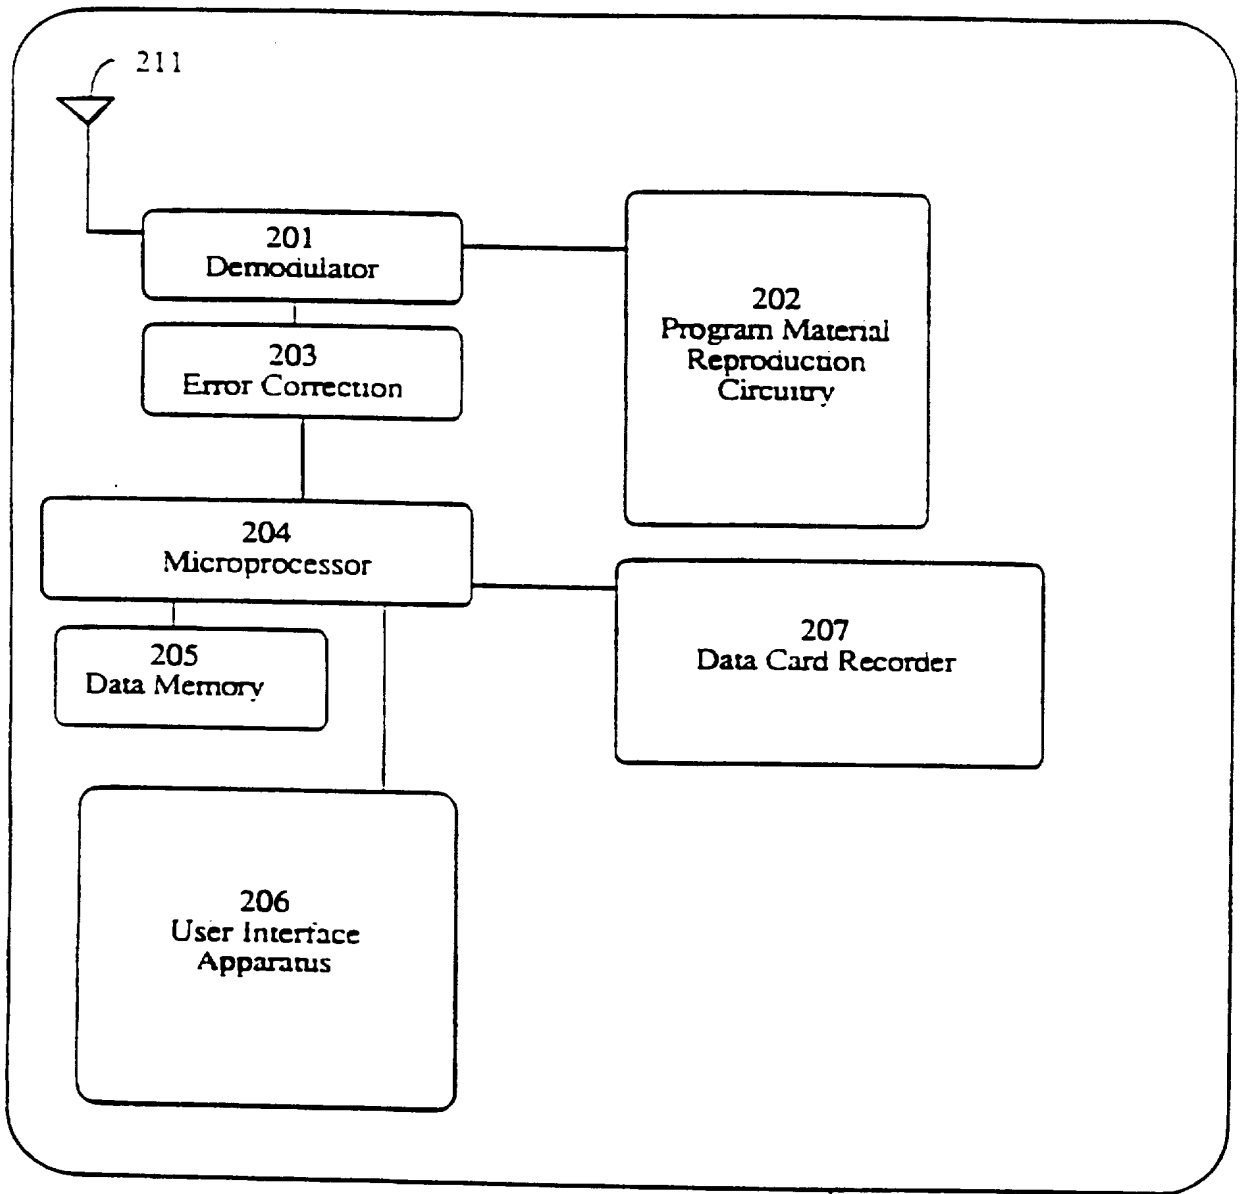 211
201
Demodulator
202
Program Material
Reproduction
Circuitry
203
Error Correction
204
Microprocessor
207
Data Card Recorder
205
Data Memory
206
User Interface
Apparatus